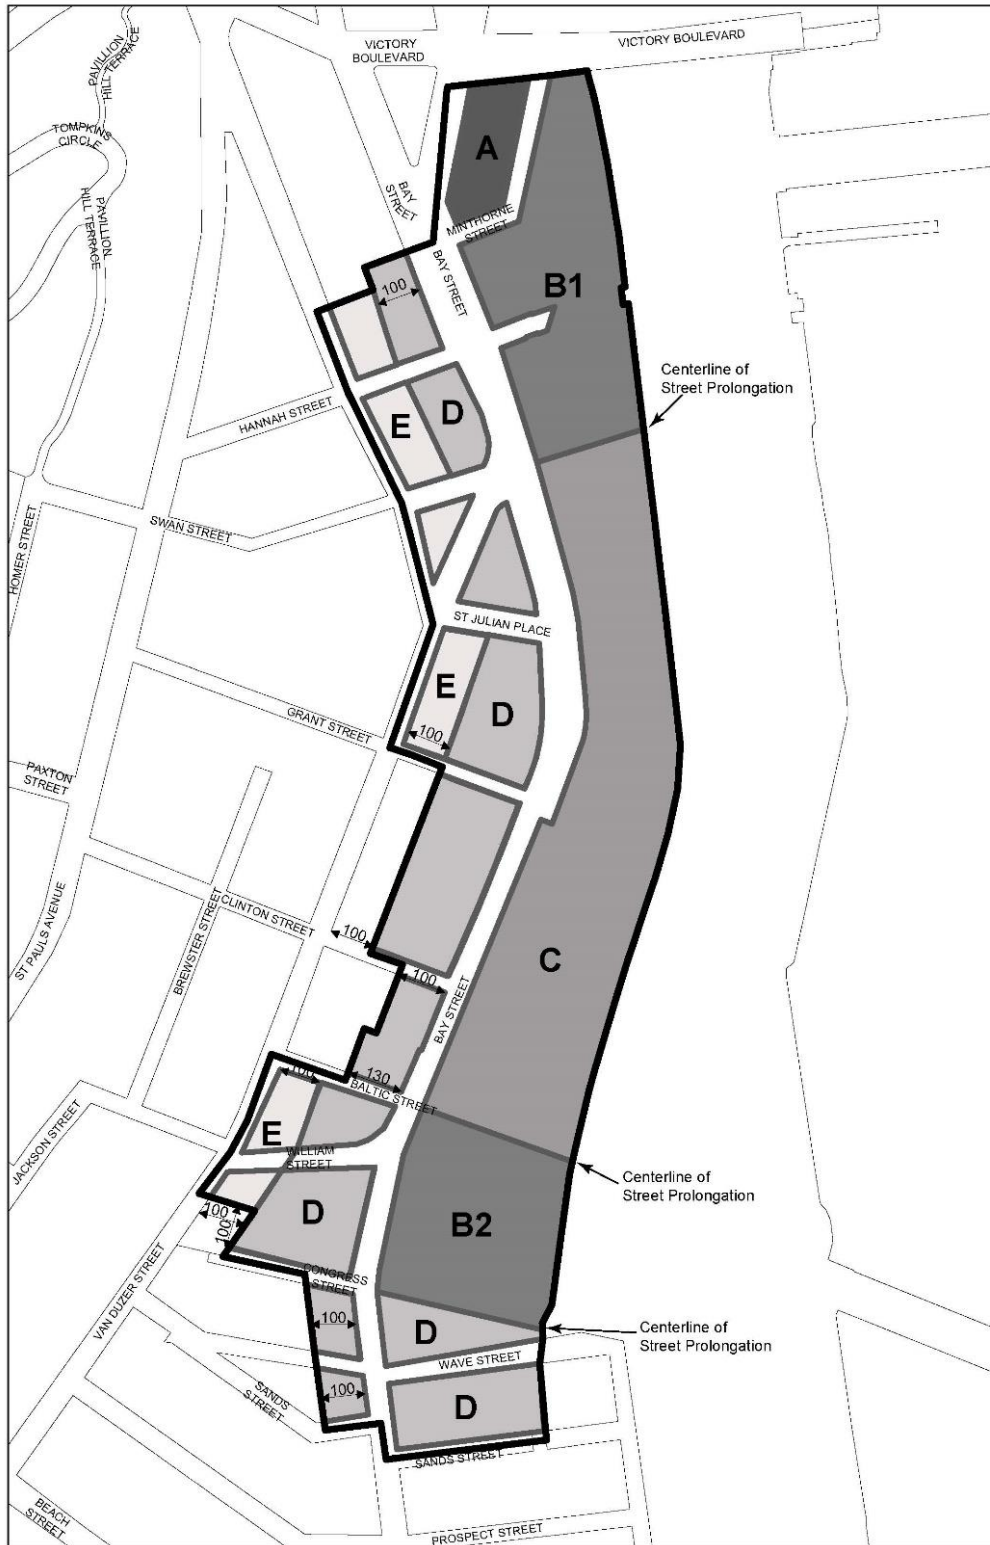 VICTORY
BOULEVARD
VICTORY BOULEVARD
PAVILLION
HILL TERRACE
TOMPKINS
CIRCLE
PAVILLION
HILL TERRACE
A
BAY
STREET
MINTHORNE
STREET
BAY STREET
100
B1
Centerline of
Street Prolongation
HANNAH STREET
E
D
HOMER STREET
SWAN STREET
ST JULIAN PLACE
E
D
100
GRANT STREET
PAXTON
STREET
ST PAULS AVENUE
BREWSTER STREET
CLINTON STREET
100
100
C
BAY STREET
100
130
BALTIC STREET
JACKSON STREET
E
WILLIAM
STREET
Centerline of
Street Prolongation
100
100
D
B2
CONGRESS
STREET
VAN DUZER STREET
100
D
Centerline of
Street Prolongation
WAVE STREET
SANDS
STREET
100
D
SANDS STREET
BEACH
STREET
PROSPECT STREET